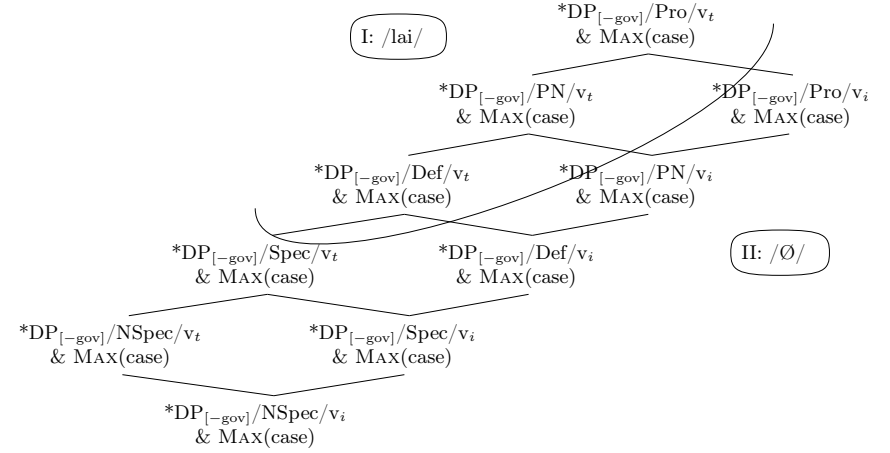 *DP[−gov]/Pro/vt
& MAX(case)
I: /lai/
*DP[−gov]/PN/vt
& MAX(case)
*DP[−gov]/Pro/vi
& MAX(case)
*DP[−gov]/Def/vt
& MAX(case)
*DP[−gov]/PN/vi
& MAX(case)
*DP[−gov]/Spec/vt
& MAX(case)
*DP[−gov]/Def/vi
& MAX(case)
II: /Ø/
*DP[−gov]/NSpec/vt
& MAX(case)
*DP[−gov]/Spec/vi
& MAX(case)
*DP[−gov]/NSpec/vi
& MAX(case)